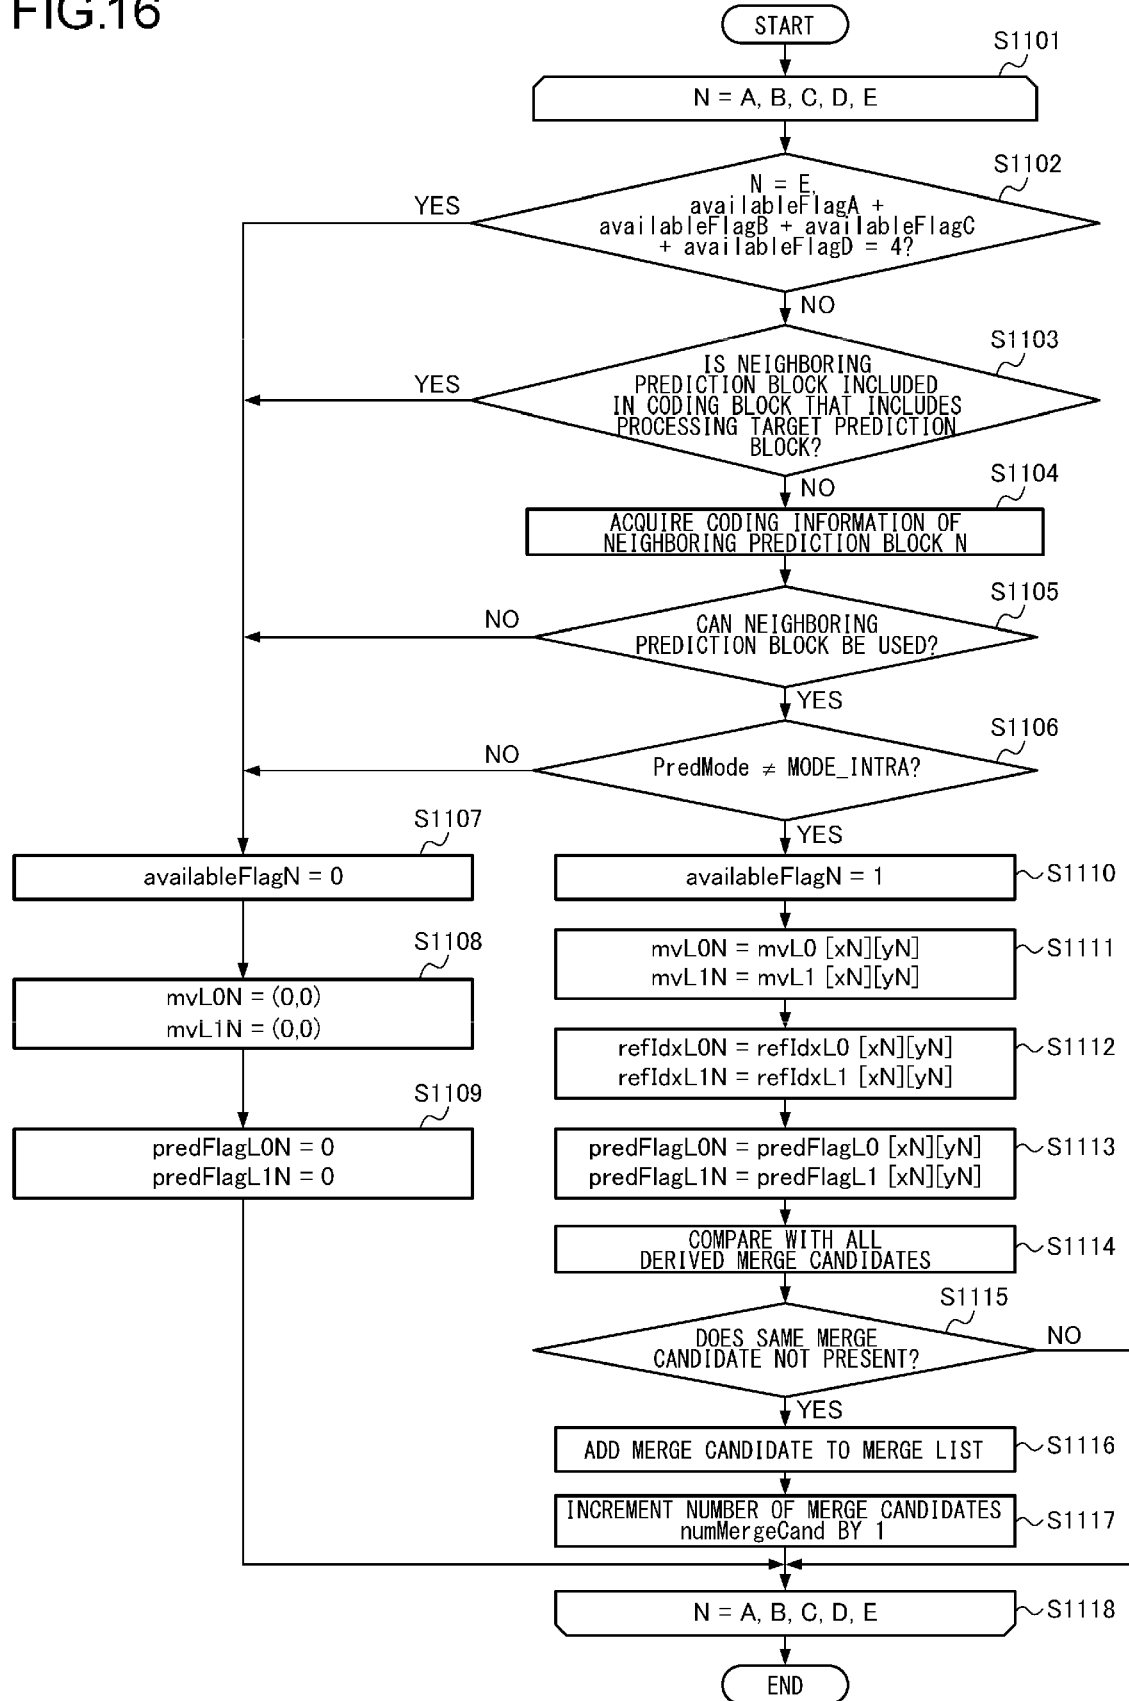 FIG.16
START
S1101
N = A, B, C, D, E
S1102
N = E,
availableFlagA +
availableFlagB + availableFlagC
+ availableFlagD = 4?
YES
NO
S1103
IS NEIGHBORING
PREDICTION BLOCK INCLUDED
IN CODING BLOCK THAT INCLUDES
PROCESSING TARGET PREDICTION
BLOCK?
YES
NO
S1104
ACQUIRE CODING INFORMATION OF
NEIGHBORING PREDICTION BLOCK N
S1105
CAN NEIGHBORING
PREDICTION BLOCK BE USED?
NO
YES
S1106
PredMode ≠ MODE_INTRA?
NO
YES
S1107
availableFlagN = 0
S1108
mvL0N = (0,0)
mvL1N = (0,0)
S1109
predFlagL0N = 0
predFlagL1N = 0
availableFlagN = 1
S1110
mvL0N = mvL0 [xN][yN]
mvL1N = mvL1 [xN][yN]
S1111
refIdxL0N = refIdxL0 [xN][yN]
refIdxL1N = refIdxL1 [xN][yN]
S1112
predFlagL0N = predFlagL0 [xN][yN]
predFlagL1N = predFlagL1 [xN][yN]
S1113
COMPARE WITH ALL
DERIVED MERGE CANDIDATES
S1114
S1115
DOES SAME MERGE
CANDIDATE NOT PRESENT?
NO
YES
ADD MERGE CANDIDATE TO MERGE LIST
S1116
INCREMENT NUMBER OF MERGE CANDIDATES
numMergeCand BY 1
S1117
N = A, B, C, D, E
S1118
END